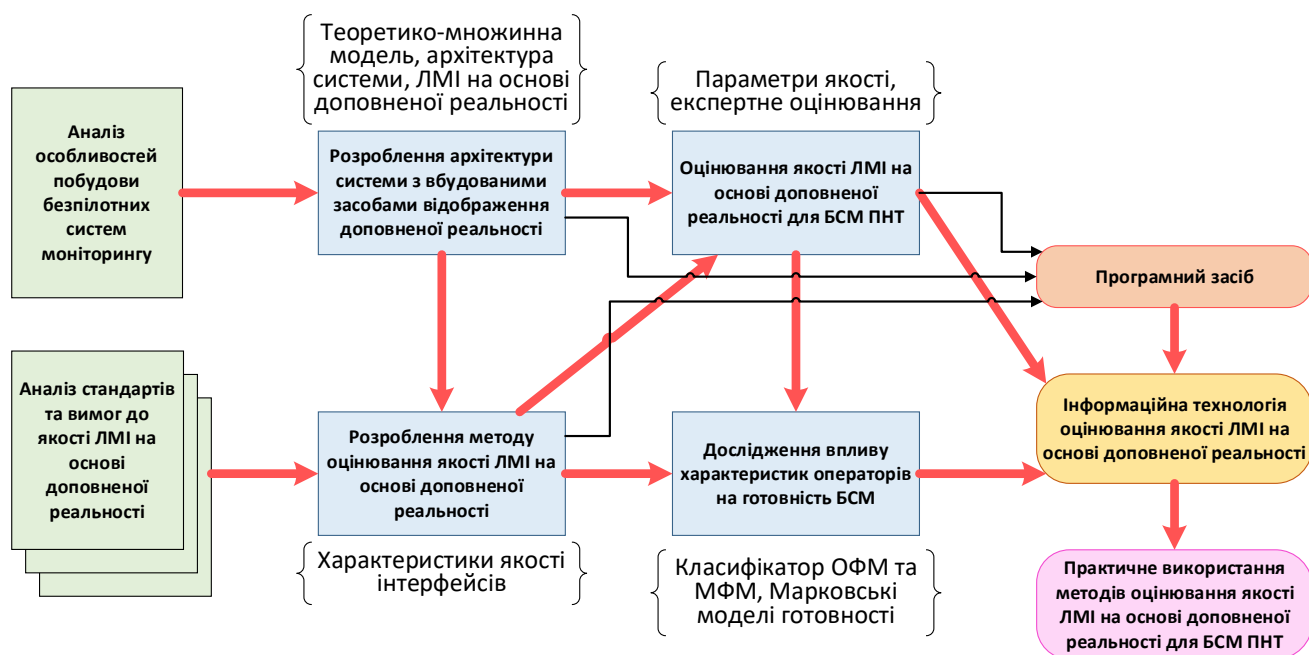 Теоретико-множинна
модель, архітектура
системи, ЛМІ на основі
доповненої реальності
Параметри якості,
експертне оцінювання
Аналіз
особливостей
побудови
безпілотних
систем
моніторингу
Розроблення архітектури
системи з вбудованими
засобами відображення
доповненої реальності
Оцінювання якості ЛМІ на
основі доповненої
реальності для БСМ ПНТ
Програмний засіб
Аналіз стандартів
та вимог до
якості ЛМІ на
основі
доповненої
реальності
Розроблення методу
оцінювання якості ЛМІ на
основі доповненої
реальності
Дослідження впливу
характеристик операторів
на готовність БСМ
Інформаційна технологія
оцінювання якості ЛМІ на
основі доповненої реальності
Характеристики якості
інтерфейсів
Класифікатор ОФМ та
МФМ, Марковські
моделі готовності
Практичне використання
методів оцінювання якості
ЛМІ на основі доповненої
реальності для БСМ ПНТ